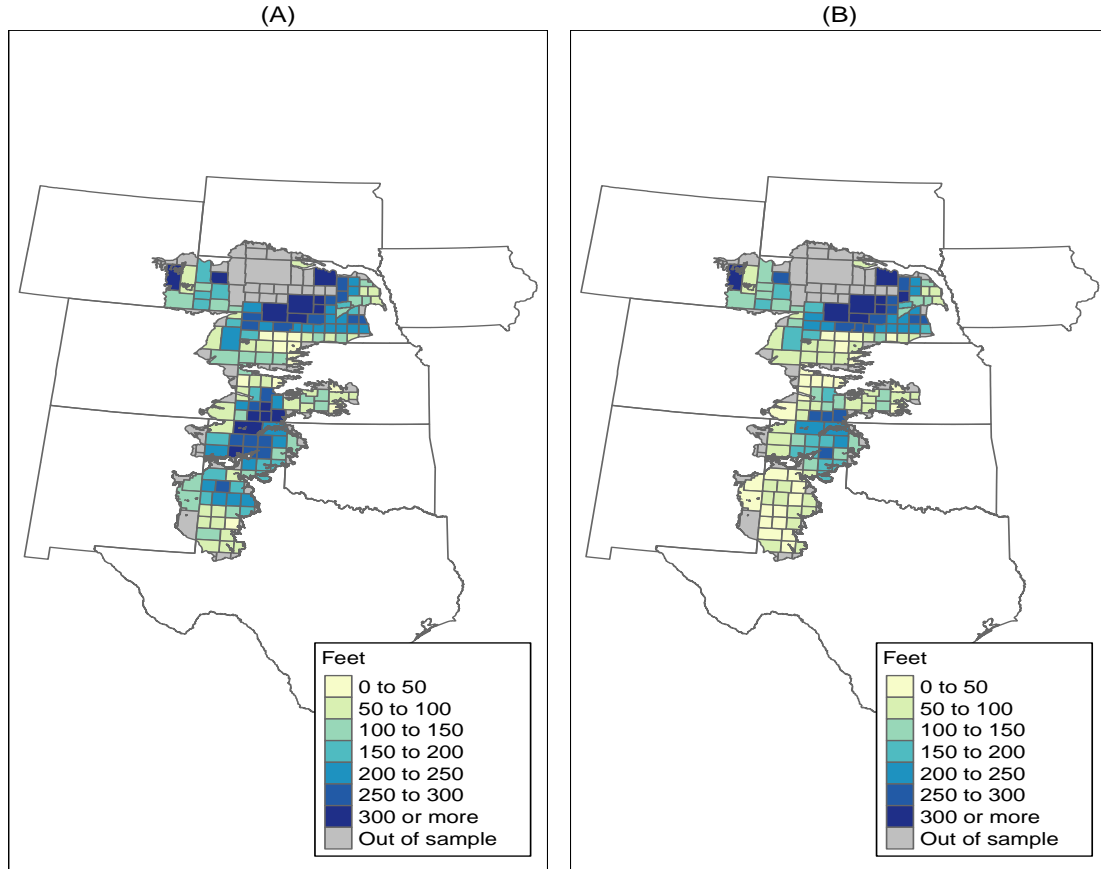 (A)
(B)
Feet
0 to 50
50 to 100
100 to 150
150 to 200
200 to 250
250 to 300
300 or more
Out of sample
Feet
0 to 50
50 to 100
100 to 150
150 to 200
200 to 250
250 to 300
300 or more
Out of sample